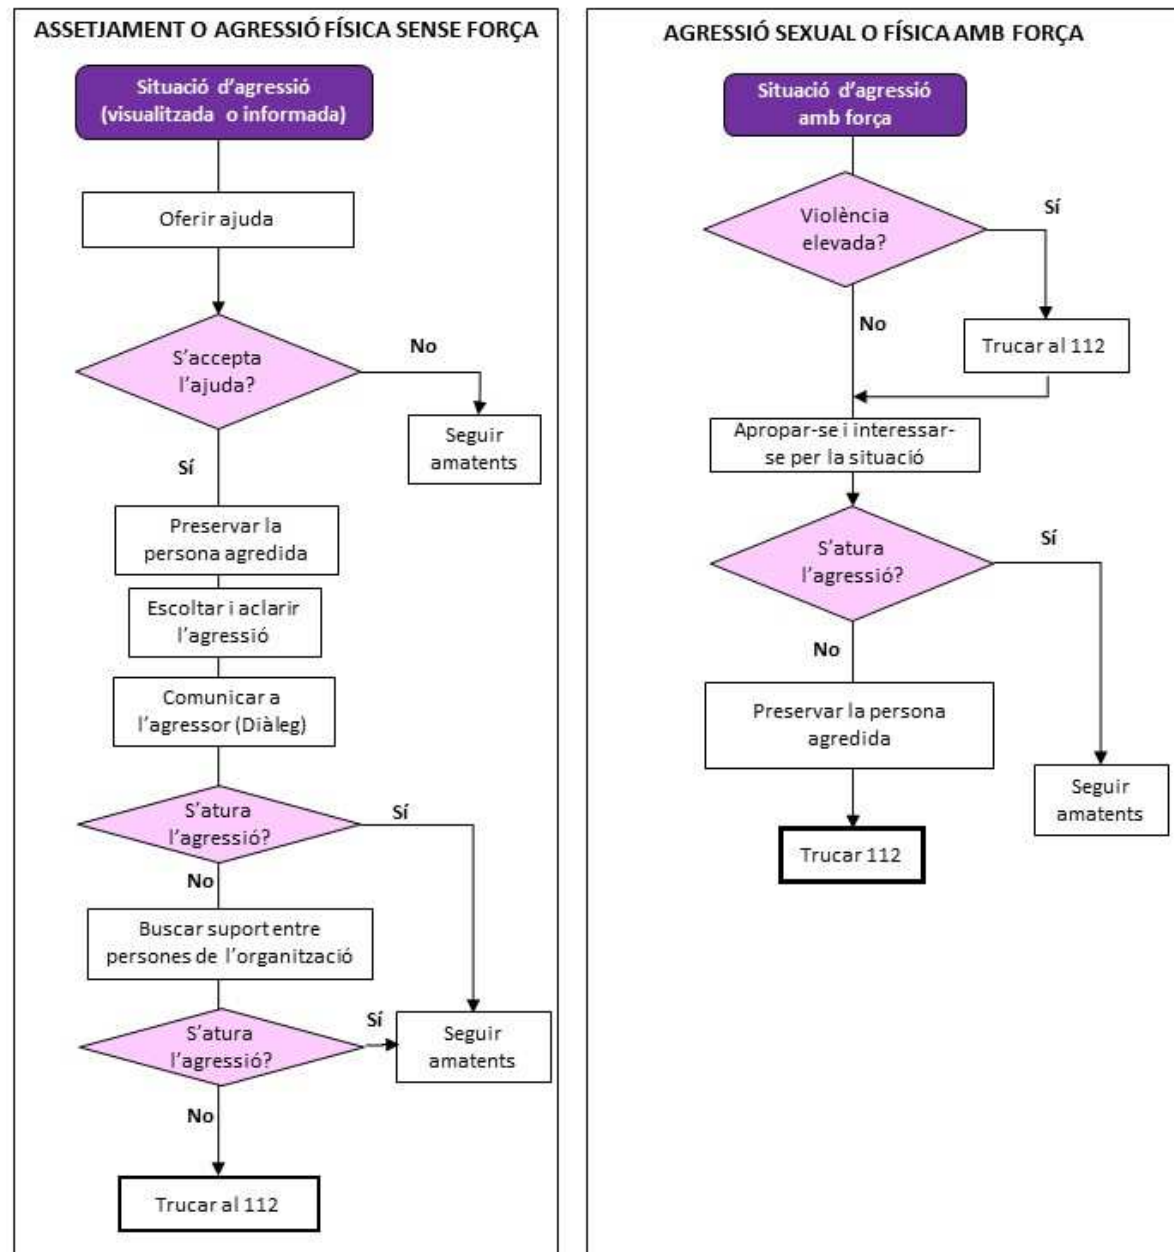 ASSETJAMENT O AGRESSIÓ FÍSICA SENSE FORÇA
Situació d'agressió
(visualitzada o informada)
Oferir ajuda
S'accepta
l'ajuda?
No
Seguir
amatents
Sí
Preservar la
persona agredida
Escoltar i aclarir
l'agressió
Comunicar a
l'agressor (Diàleg)
S'atura
l'agressió?
Sí
No
Buscar suport entre
persones de l'organització
S'atura
l'agressió?
Sí
Seguir
amatents
No
Trucar al 112
AGRESSIÓ SEXUAL O FÍSICA AMB FORÇA
Situació d'agressió
amb força
Violència
elevada?
Sí
No
Trucar al 112
Apropar-se i interessar-
se per la situació
S'atura
l'agressió?
Sí
No
Preservar la persona
agredida
Seguir
amatents
Trucar 112